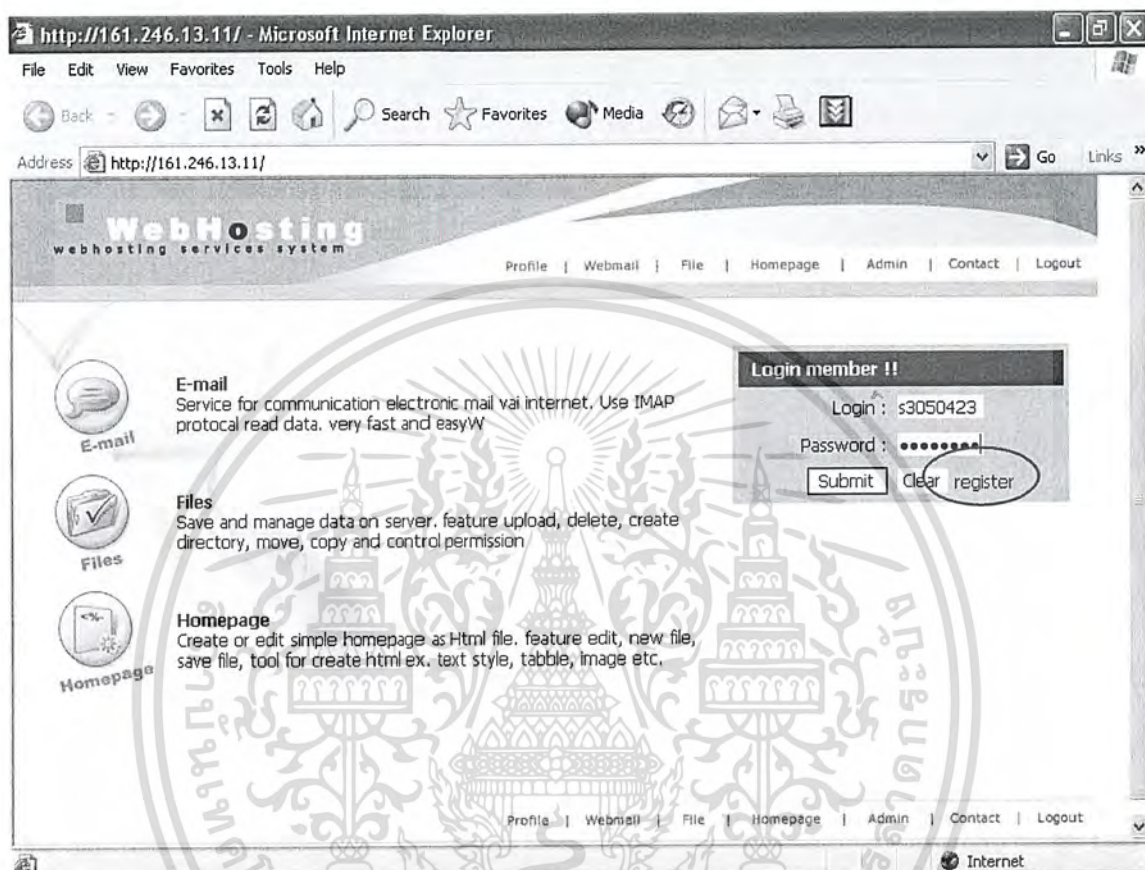 http://161.246.13.11/ - Microsoft Internet Explorer
File Edit View Favorites Tools Help
Back Search Favorites Media
Address http://161.246.13.11/ Go Links »
WebHosting
webhosting services system
Profile | Webmail | File | Homepage | Admin | Contact | Logout
E-mail
E-mail
Service for communication electronic mail vai internet. Use IMAP
protocal read data. very fast and easyW
Login member !!
Login : s3050423
Password : ●●●●●●●●
Submit Clear register
Files
Files
Save and manage data on server. feature upload, delete, create
directory, move, copy and control permission
Homepage
Homepage
Create or edit simple homepage as Html file. feature edit, new file,
save file, tool for create html ex. text style, tabble, image etc.
Profile | Webmail | File | Homepage | Admin | Contact | Logout
Internet